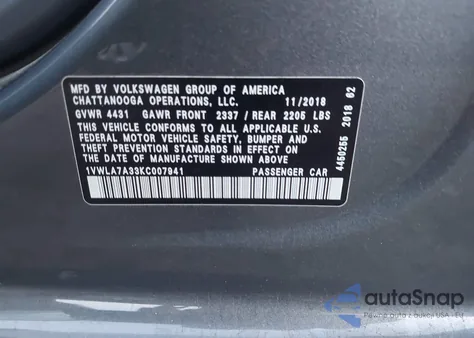 MFD BY VOLKSWAGEN GROUP OF AMERICA
CHATTANOOGA OPERATIONS, LLC. 11/2018
GVWR 4431 GAWR FRONT 2337 / REAR 2205 LBS
THIS VEHICLE CONFORMS TO ALL APPLICABLE U.S.
FEDERAL MOTOR VEHICLE SAFETY, BUMPER AND
THEFT PREVENTION STANDARDS IN EFFECT ON THE
DATE OF MANUFACTURE SHOWN ABOVE.
1VWLA7A33KC007941 PASSENGER CAR
4450255 2018 62
autaSnap